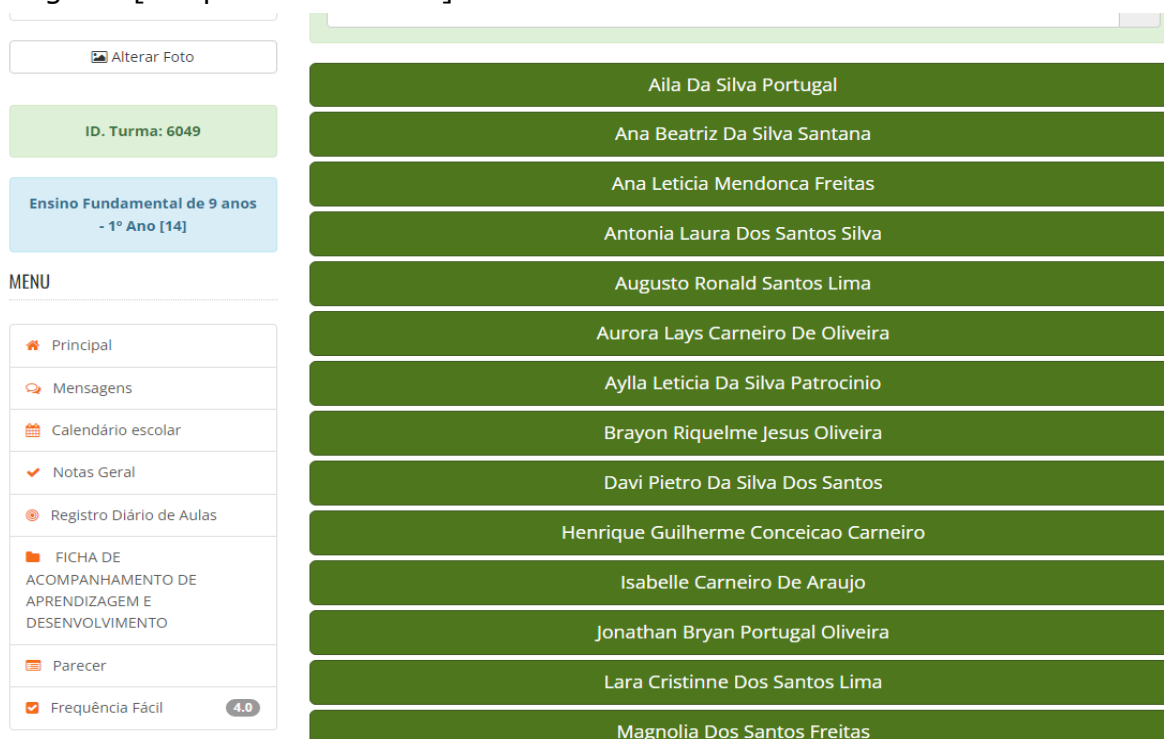 Alterar Foto
ID. Turma: 6049
Ensino Fundamental de 9 anos
- 1º Ano [14]
MENU
Principal
Mensagens
Calendário escolar
Notas Geral
Registro Diário de Aulas
FICHA DE
ACOMPANHAMENTO DE
APRENDIZAGEM E
DESENVOLVIMENTO
Parecer
Frequência Fácil 4.0
Aila Da Silva Portugal
Ana Beatriz Da Silva Santana
Ana Leticia Mendonca Freitas
Antonia Laura Dos Santos Silva
Augusto Ronald Santos Lima
Aurora Lays Carneiro De Oliveira
Aylla Leticia Da Silva Patrocinio
Brayon Riquelme Jesus Oliveira
Davi Pietro Da Silva Dos Santos
Henrique Guilherme Conceicao Carneiro
Isabelle Carneiro De Araujo
Jonathan Bryan Portugal Oliveira
Lara Cristinne Dos Santos Lima
Magnolia Dos Santos Freitas